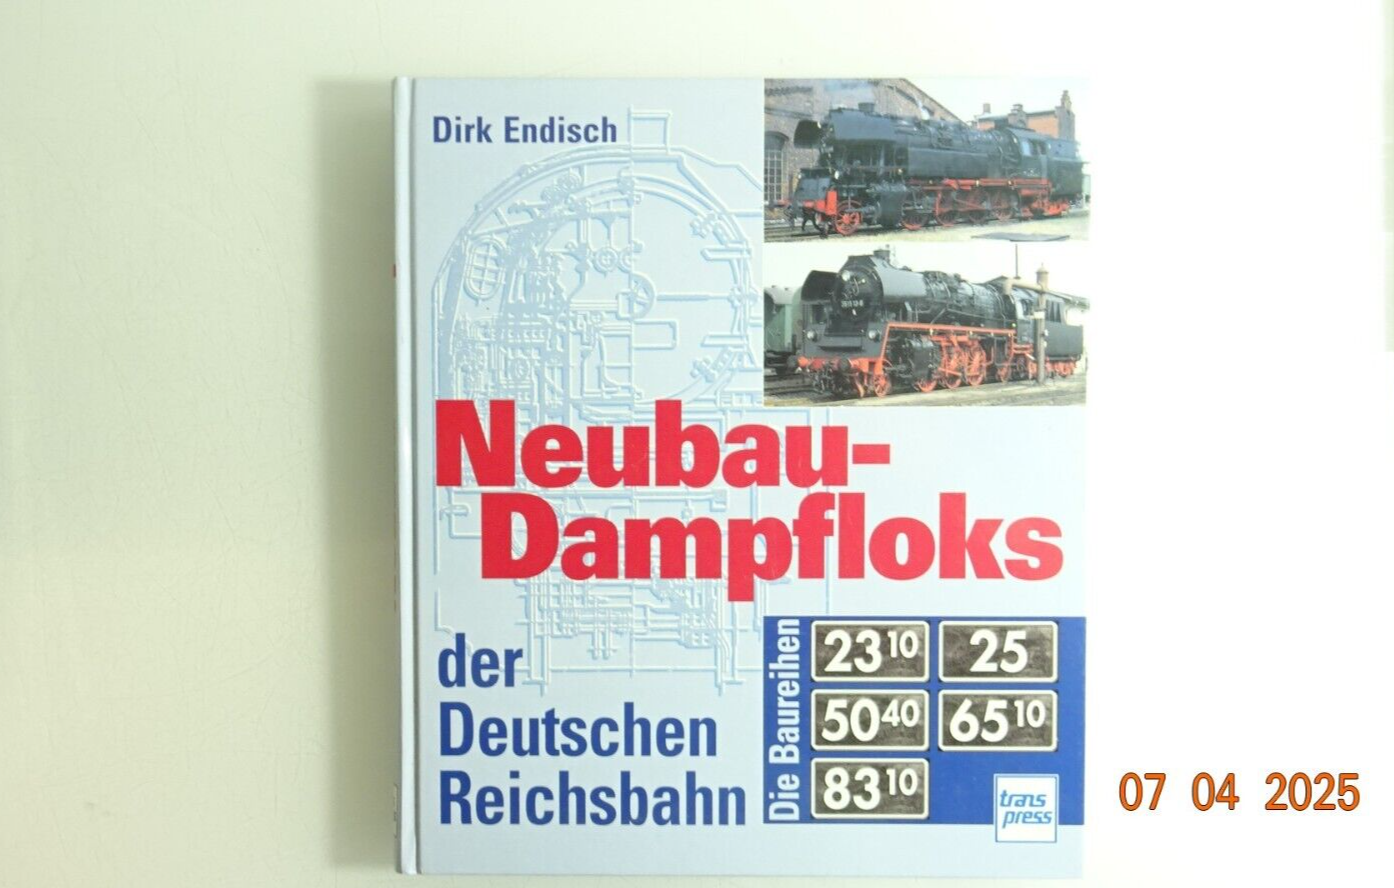 Dirk Endisch
Neubau-
Dampfloks
der
Deutschen
Reichsbahn
Die Baureihen
23 10
25
50 40
65 10
83 10
trans
press
07 04 2025